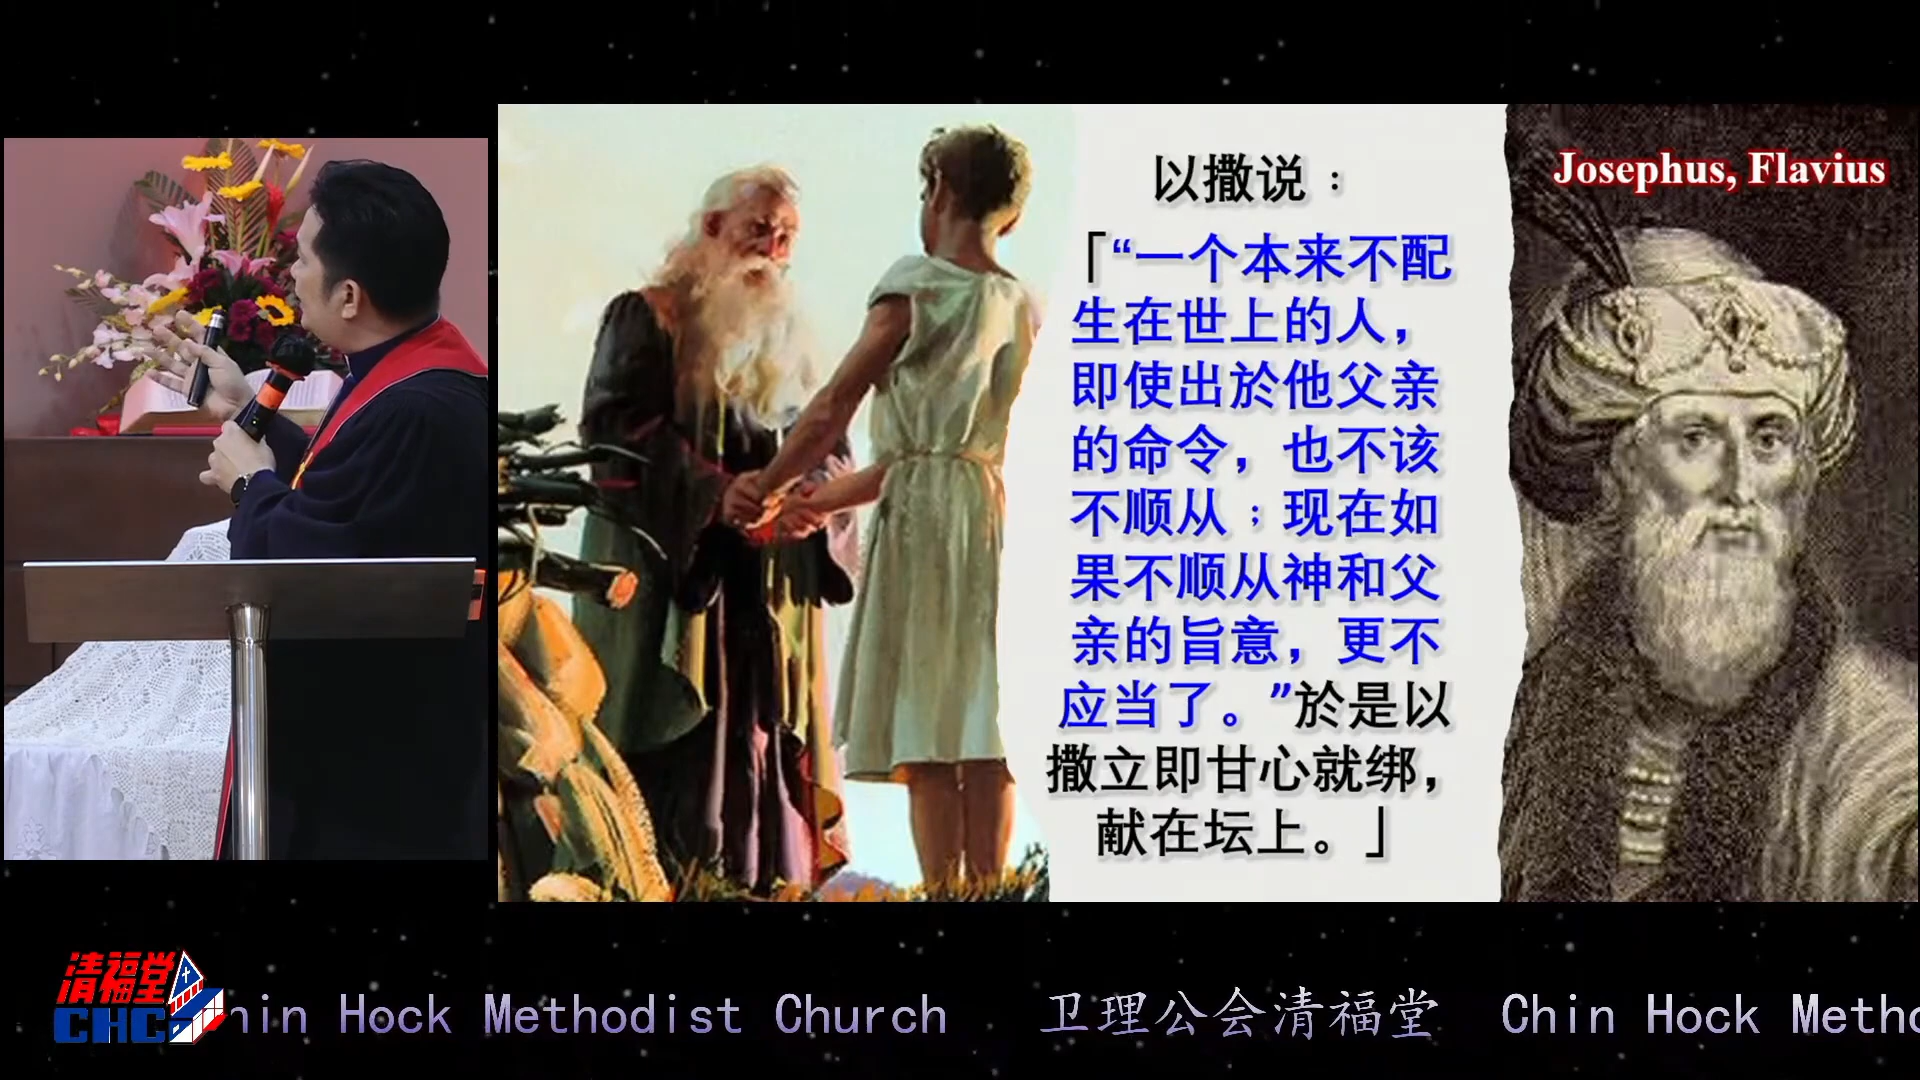 以撒说﹕
「“一个本来不配
生在世上的人，
即使出於他父亲
的命令，也不该
不顺从﹔现在如
果不顺从神和父
亲的旨意，更不
应当了。”於是以
撒立即甘心就绑，
献在坛上。」
Josephus, Flavius
清福堂
CHC
hin Hock Methodist Church 卫理公会清福堂 Chin Hock Metho